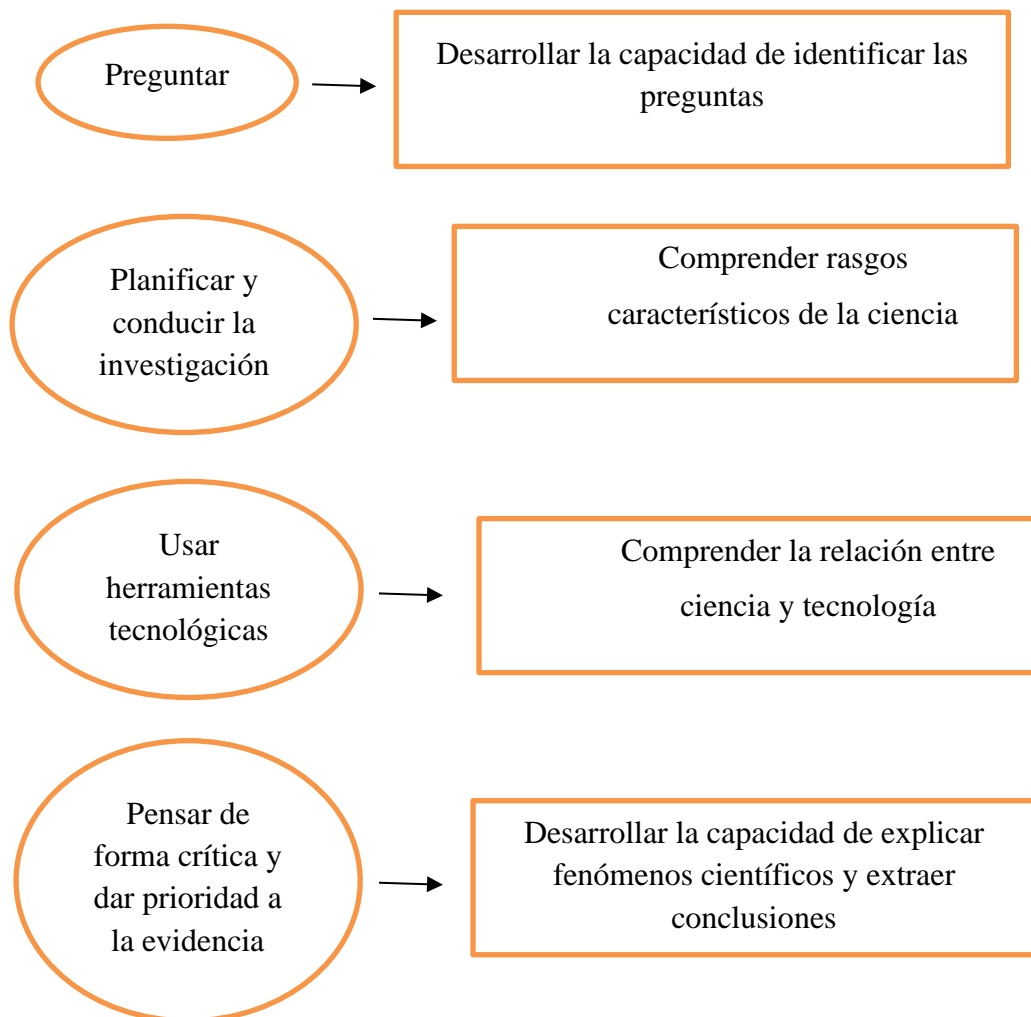 Preguntar
Desarrollar la capacidad de identificar las
preguntas
Planificar y
conducir la
investigación
Comprender rasgos
característicos de la ciencia
Usar
herramientas
tecnológicas
Comprender la relación entre
ciencia y tecnología
Pensar de
forma crítica y
dar prioridad a
la evidencia
Desarrollar la capacidad de explicar
fenómenos científicos y extraer
conclusiones